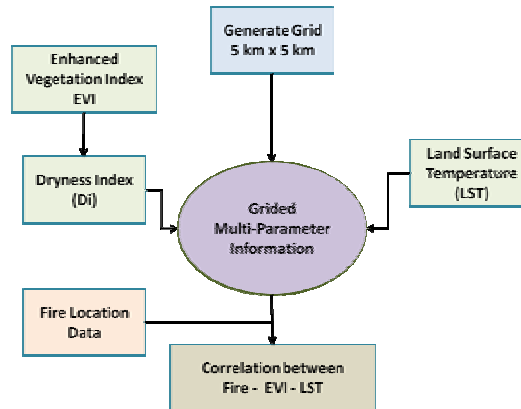 Generate Grid
5 km x 5 km
Enhanced
Vegetation Index
EVI
Dryness Index
(Di)
Land Surface
Temperature
(LST)
Grided
Multi-Parameter
Information
Fire Location
Data
Correlation between
Fire - EVI - LST